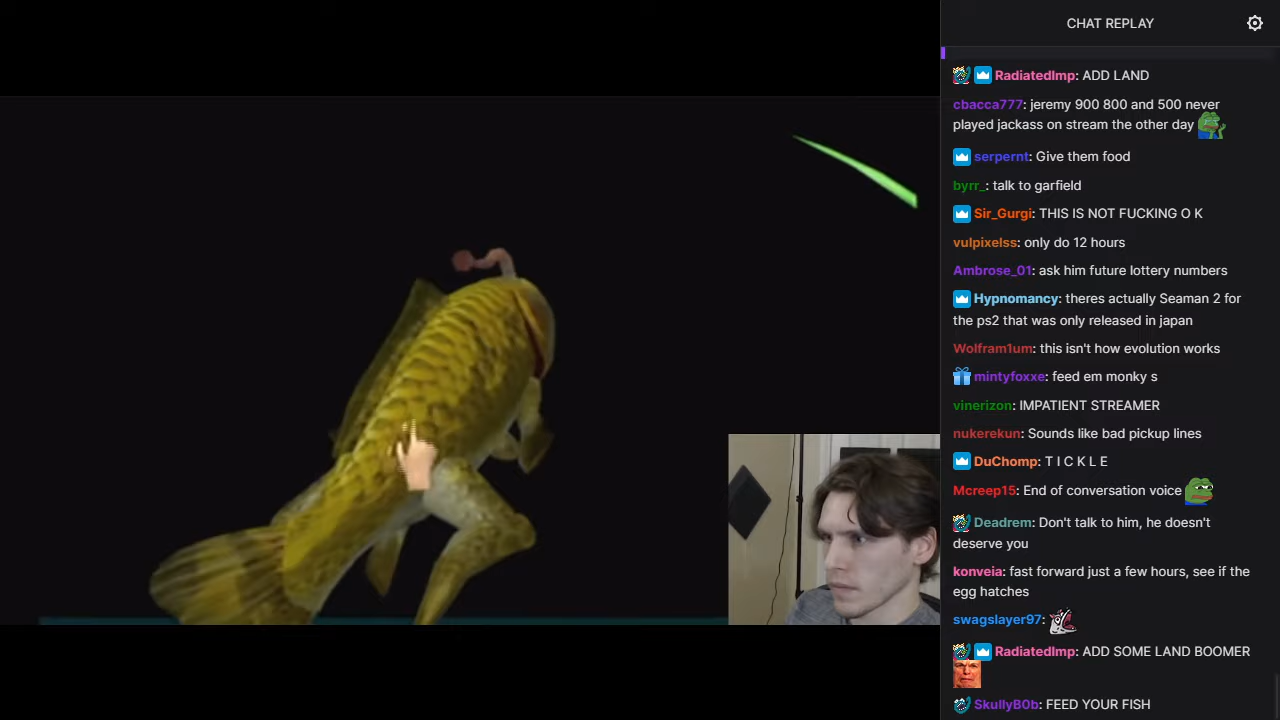 CHAT REPLAY
RadiatedImp: ADD LAND
cbacca777: jeremy 900 800 and 500 never
played jackass on stream the other day
serpernt: Give them food
byrr_: talk to garfield
Sir_Gurgi: THIS IS NOT FUCKING O K
vulpixelss: only do 12 hours
Ambrose_01: ask him future lottery numbers
Hypnomancy: theres actually Seaman 2 for
the ps2 that was only released in japan
Wolfram1um: this isn't how evolution works
mintyfoxxe: feed em monky s
vinerizon: IMPATIENT STREAMER
nukerekun: Sounds like bad pickup lines
DuChomp: T I C K L E
Mcreep15: End of conversation voice
Deadrem: Don't talk to him, he doesn't
deserve you
konveia: fast forward just a few hours, see if the
egg hatches
swagslayer97:
RadiatedImp: ADD SOME LAND BOOMER
SkullyB0b: FEED YOUR FISH